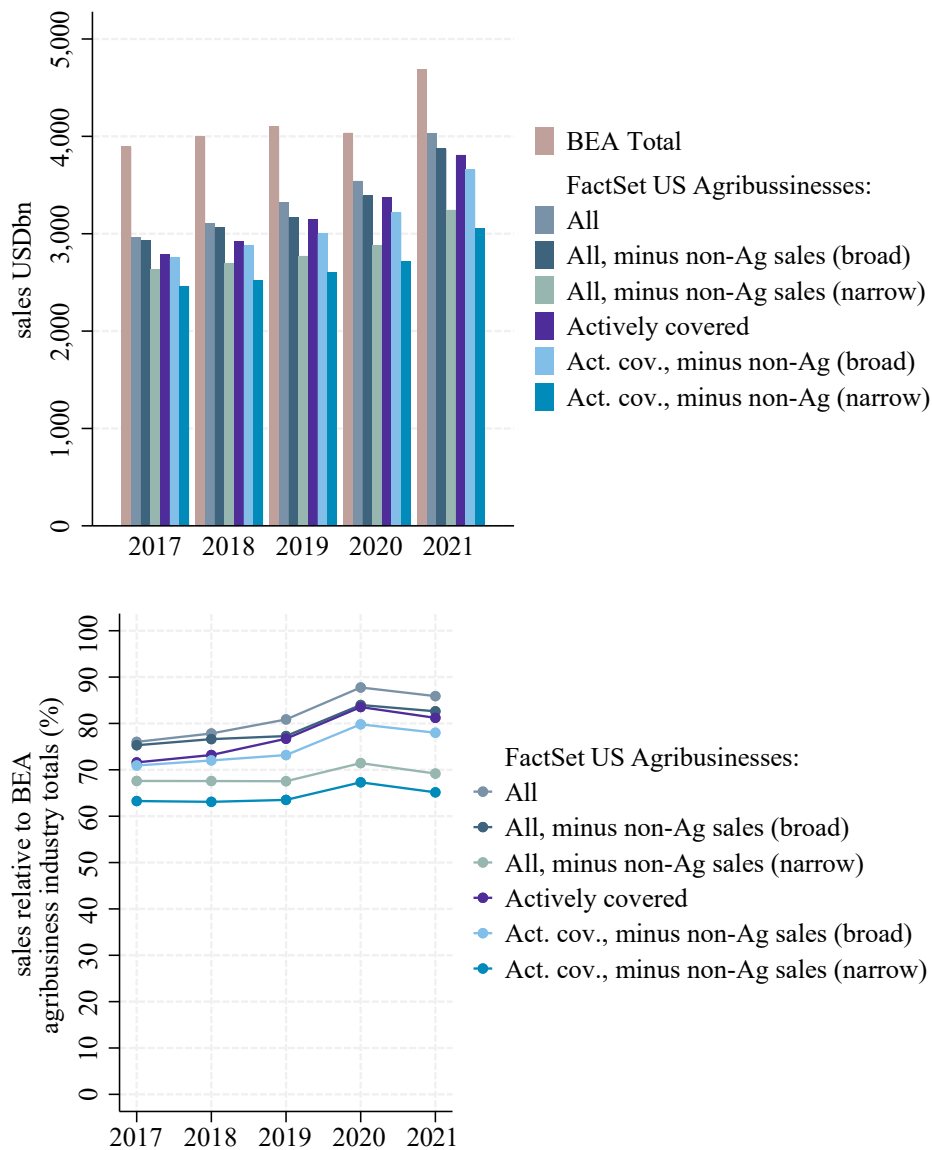 sales USDbn
5,000
4,000
3,000
2,000
1,000
0
2017 2018 2019 2020 2021
BEA Total
FactSet US Agribussinesses:
All
All, minus non-Ag sales (broad)
All, minus non-Ag sales (narrow)
Actively covered
Act. cov., minus non-Ag (broad)
Act. cov., minus non-Ag (narrow)
sales relative to BEA
agribusiness industry totals (%)
100
90
80
70
60
50
40
30
20
10
0
2017 2018 2019 2020 2021
FactSet US Agribusinesses:
All
All, minus non-Ag sales (broad)
All, minus non-Ag sales (narrow)
Actively covered
Act. cov., minus non-Ag sales (broad)
Act. cov., minus non-Ag sales (narrow)